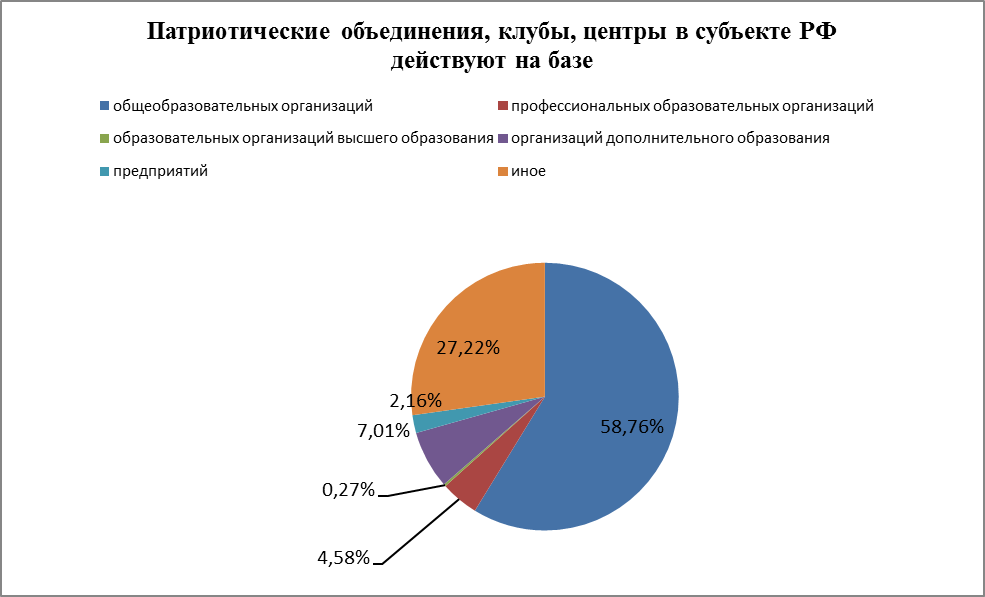 Патриотические объединения, клубы, центры в субъекте РФ
действуют на базе
общеобразовательных организаций
профессиональных образовательных организаций
образовательных организаций высшего образования
организаций дополнительного образования
предприятий
иное
27,22%
2,16%
58,76%
7,01%
0,27%
4,58%